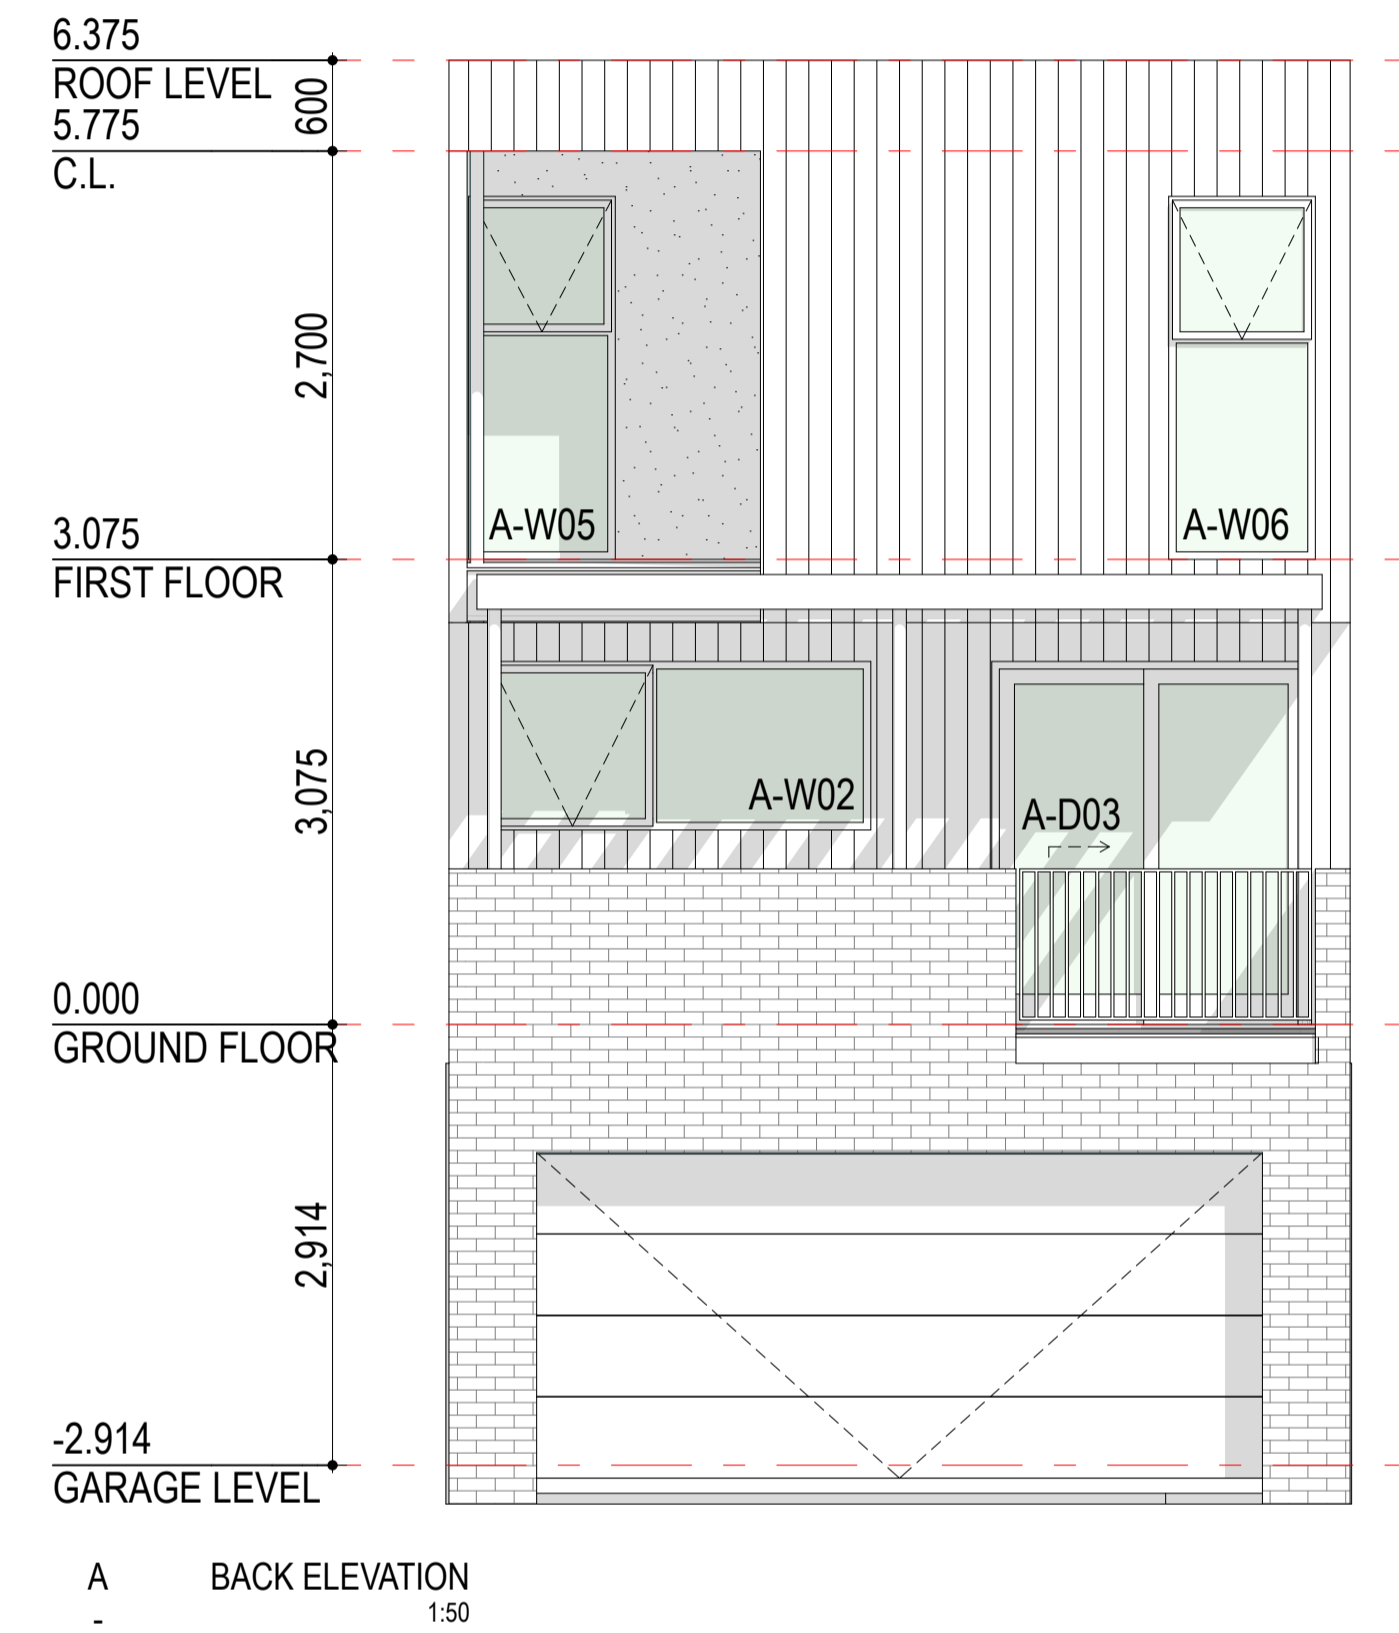 6.375
ROOF LEVEL
600
5.775
C.L.
2,700
A-W05
A-W06
3.075
FIRST FLOOR
3,075
A-W02
A-D03
0.000
GROUND FLOOR
2,914
-2.914
GARAGE LEVEL
A BACK ELEVATION
- 1:50